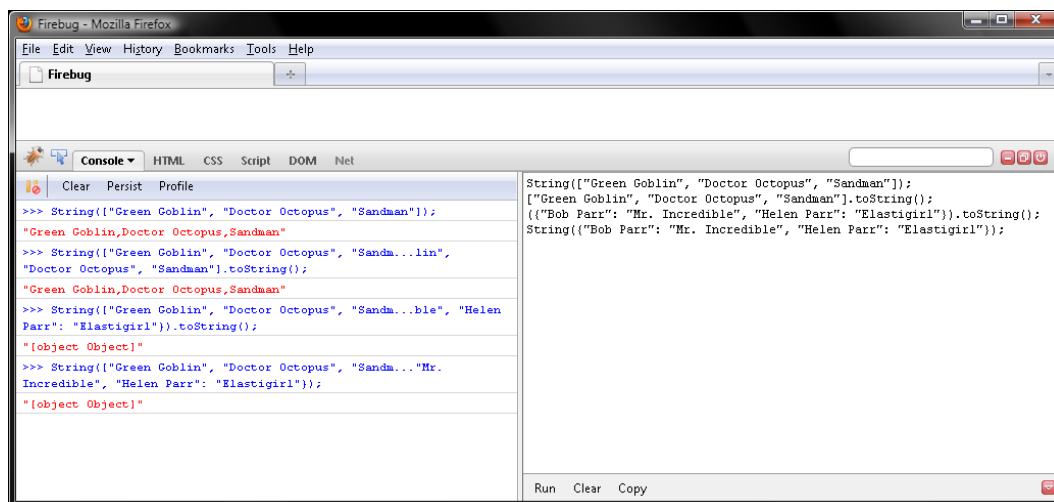 Firebug - Mozilla Firefox
File Edit View History Bookmarks Tools Help
Firebug
Console HTML CSS Script DOM Net
Clear Persist Profile
>>> String(["Green Goblin", "Doctor Octopus", "Sandman"]);
"Green Goblin,Doctor Octopus,Sandman"
>>> String(["Green Goblin", "Doctor Octopus", "Sandm...lin",
"Doctor Octopus", "Sandman"].toString();
"Green Goblin,Doctor Octopus,Sandman"
>>> String(["Green Goblin", "Doctor Octopus", "Sandm...ble", "Helen
Parr": "Elastigirl"}).toString();
"[object Object]"
>>> String(["Green Goblin", "Doctor Octopus", "Sandm..."Mr.
Incredible", "Helen Parr": "Elastigirl"});
"[object Object]"
String(["Green Goblin", "Doctor Octopus", "Sandman"]);
["Green Goblin", "Doctor Octopus", "Sandman"].toString();
({"Bob Parr": "Mr. Incredible", "Helen Parr": "Elastigirl"}).toString();
String({"Bob Parr": "Mr. Incredible", "Helen Parr": "Elastigirl"});
Run Clear Copy